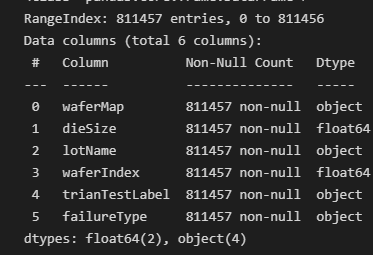 RangeIndex: 811457 entries, 0 to 811456
Data columns (total 6 columns):
 #   Column          Non-Null Count   Dtype
---  ------          --------------   -----
 0   waferMap        811457 non-null  object
 1   dieSize         811457 non-null  float64
 2   lotName         811457 non-null  object
 3   waferIndex      811457 non-null  float64
 4   trianTestLabel  811457 non-null  object
 5   failureType     811457 non-null  object
dtypes: float64(2), object(4)